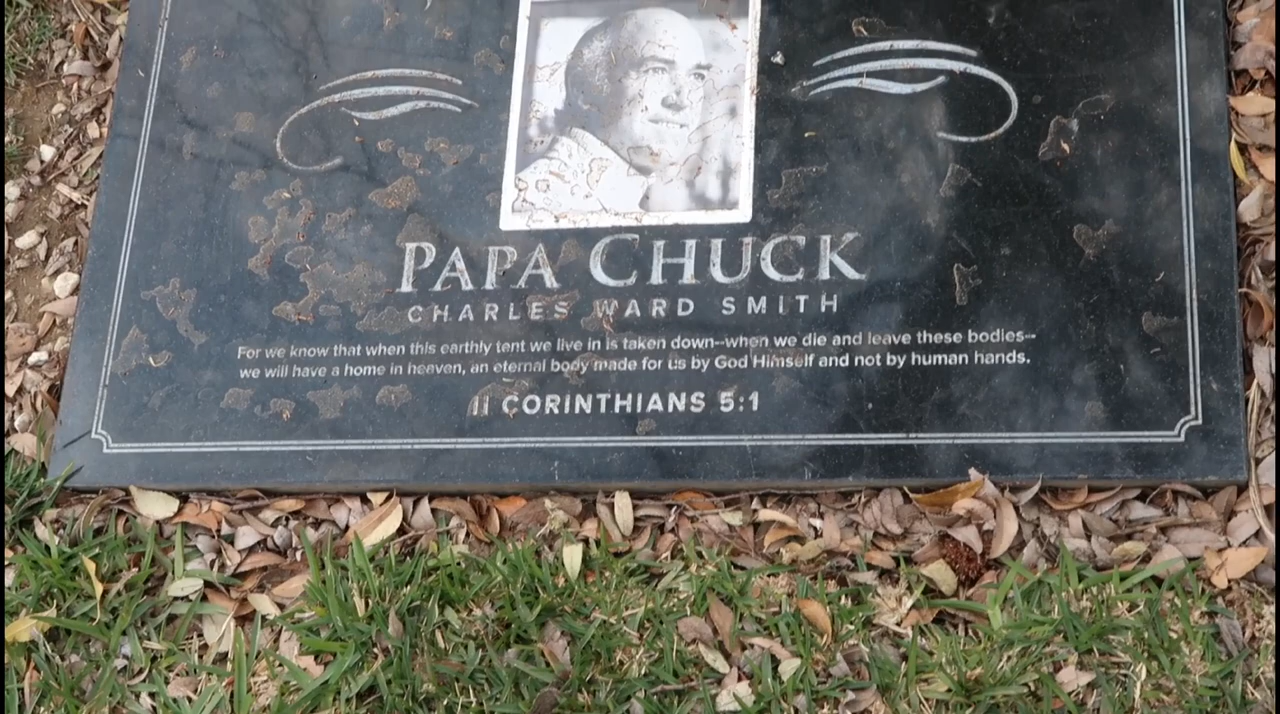 PAPA CHUCK
CHARLES WARD SMITH
For we know that when this earthly tent we live in is taken down--when we die and leave these bodies--
we will have a home in heaven, an eternal body made for us by God Himself and not by human hands.
II CORINTHIANS 5:1